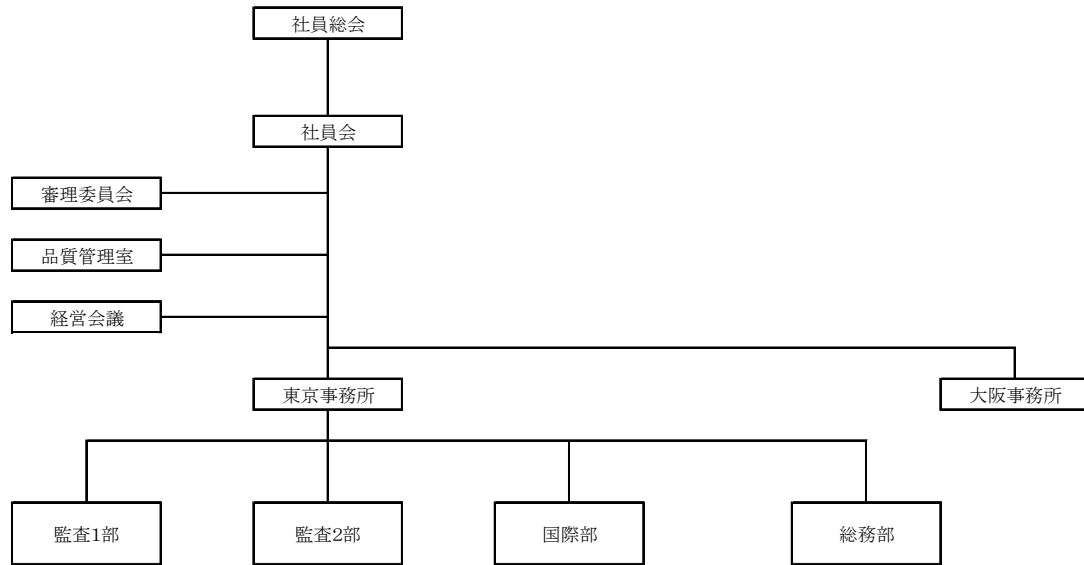 社員総会
社員会
審理委員会
品質管理室
経営会議
東京事務所
大阪事務所
監査1部
監査2部
国際部
総務部